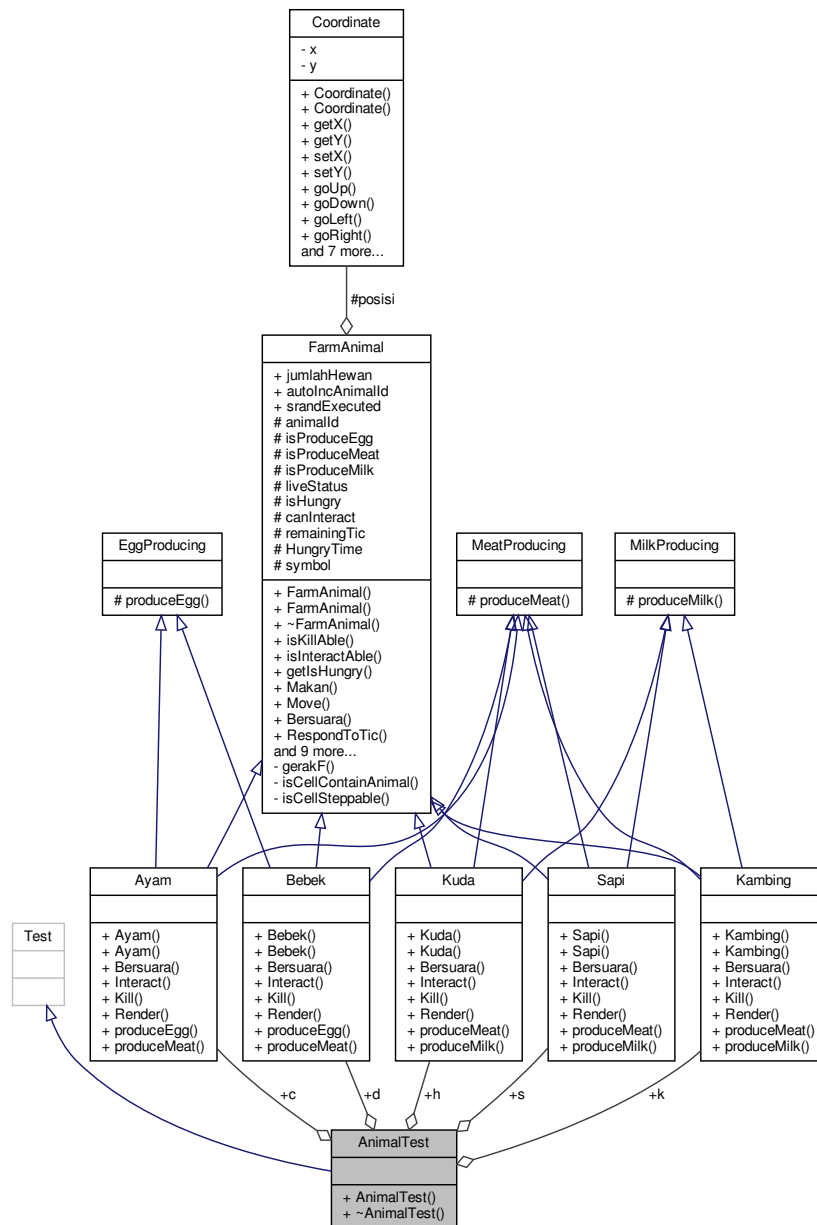 Coordinate
- x
- y
+ Coordinate()
+ Coordinate()
+ getX()
+ getY()
+ setX()
+ setY()
+ goUp()
+ goDown()
+ goLeft()
+ goRight()
and 7 more...
#posisi
FarmAnimal
+ jumlahHewan
+ autoIncAnimalId
+ srandExecuted
# animalId
# isProduceEgg
# isProduceMeat
# isProduceMilk
# liveStatus
# isHungry
# canInteract
# remainingTic
# HungryTime
# symbol
+ FarmAnimal()
+ FarmAnimal()
+ ~FarmAnimal()
+ isKillAble()
+ isInteractAble()
+ getIsHungry()
+ Makan()
+ Move()
+ Bersuara()
+ RespondToTic()
and 9 more...
- gerakF()
- isCellContainAnimal()
- isCellSteppable()
EggProducing
# produceEgg()
MeatProducing
# produceMeat()
MilkProducing
# produceMilk()
Ayam
+ Ayam()
+ Ayam()
+ Bersuara()
+ Interact()
+ Kill()
+ Render()
+ produceEgg()
+ produceMeat()
Bebek
+ Bebek()
+ Bebek()
+ Bersuara()
+ Interact()
+ Kill()
+ Render()
+ produceEgg()
+ produceMeat()
Kuda
+ Kuda()
+ Kuda()
+ Bersuara()
+ Interact()
+ Kill()
+ Render()
+ produceMeat()
+ produceMilk()
Sapi
+ Sapi()
+ Sapi()
+ Bersuara()
+ Interact()
+ Kill()
+ Render()
+ produceMeat()
+ produceMilk()
Kambing
+ Kambing()
+ Kambing()
+ Bersuara()
+ Interact()
+ Kill()
+ Render()
+ produceMeat()
+ produceMilk()
Test
+c
+d
+h
+s
+k
AnimalTest
+ AnimalTest()
+ ~AnimalTest()